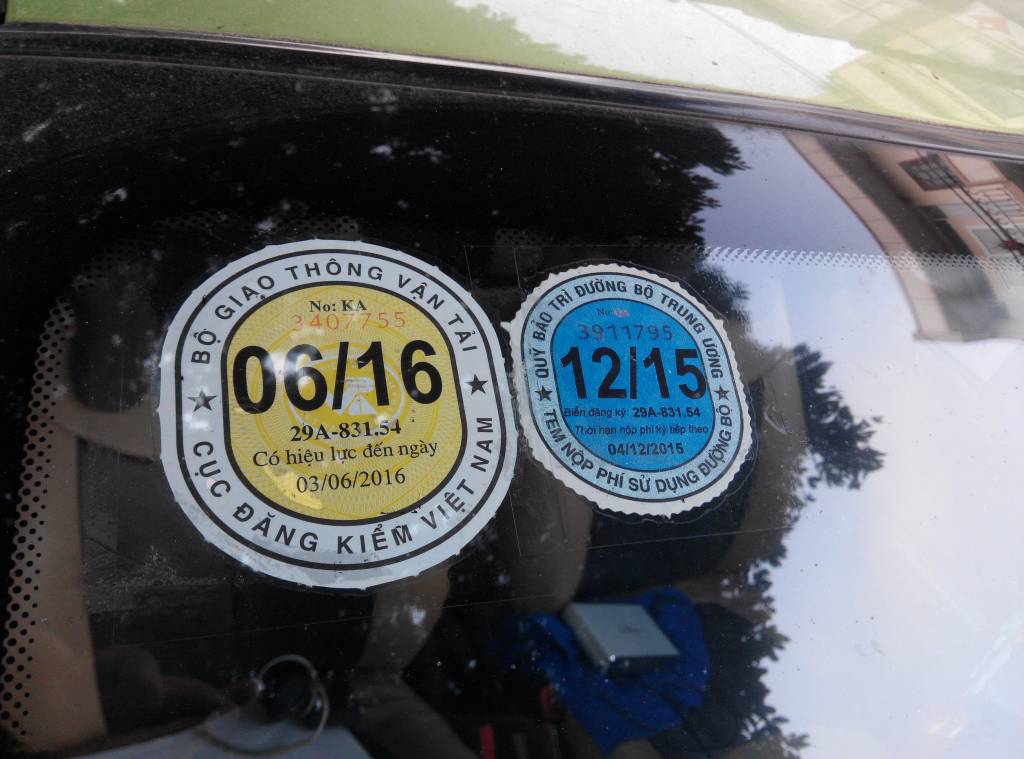 BỘ GIAO THÔNG VẬN TẢI
No: KA
3407755
06/16
29A-831.54
Có hiệu lực đến ngày
03/06/2016
CỤC ĐĂNG KIỂM VIỆT NAM
QUỸ BẢO TRÌ ĐƯỜNG BỘ TRUNG ƯƠNG
No: QA
3911795
12/15
Biển đăng ký: 29A-831.54
Thời hạn nộp phí kỳ tiếp theo
04/12/2015
TEM NỘP PHÍ SỬ DỤNG ĐƯỜNG BỘ